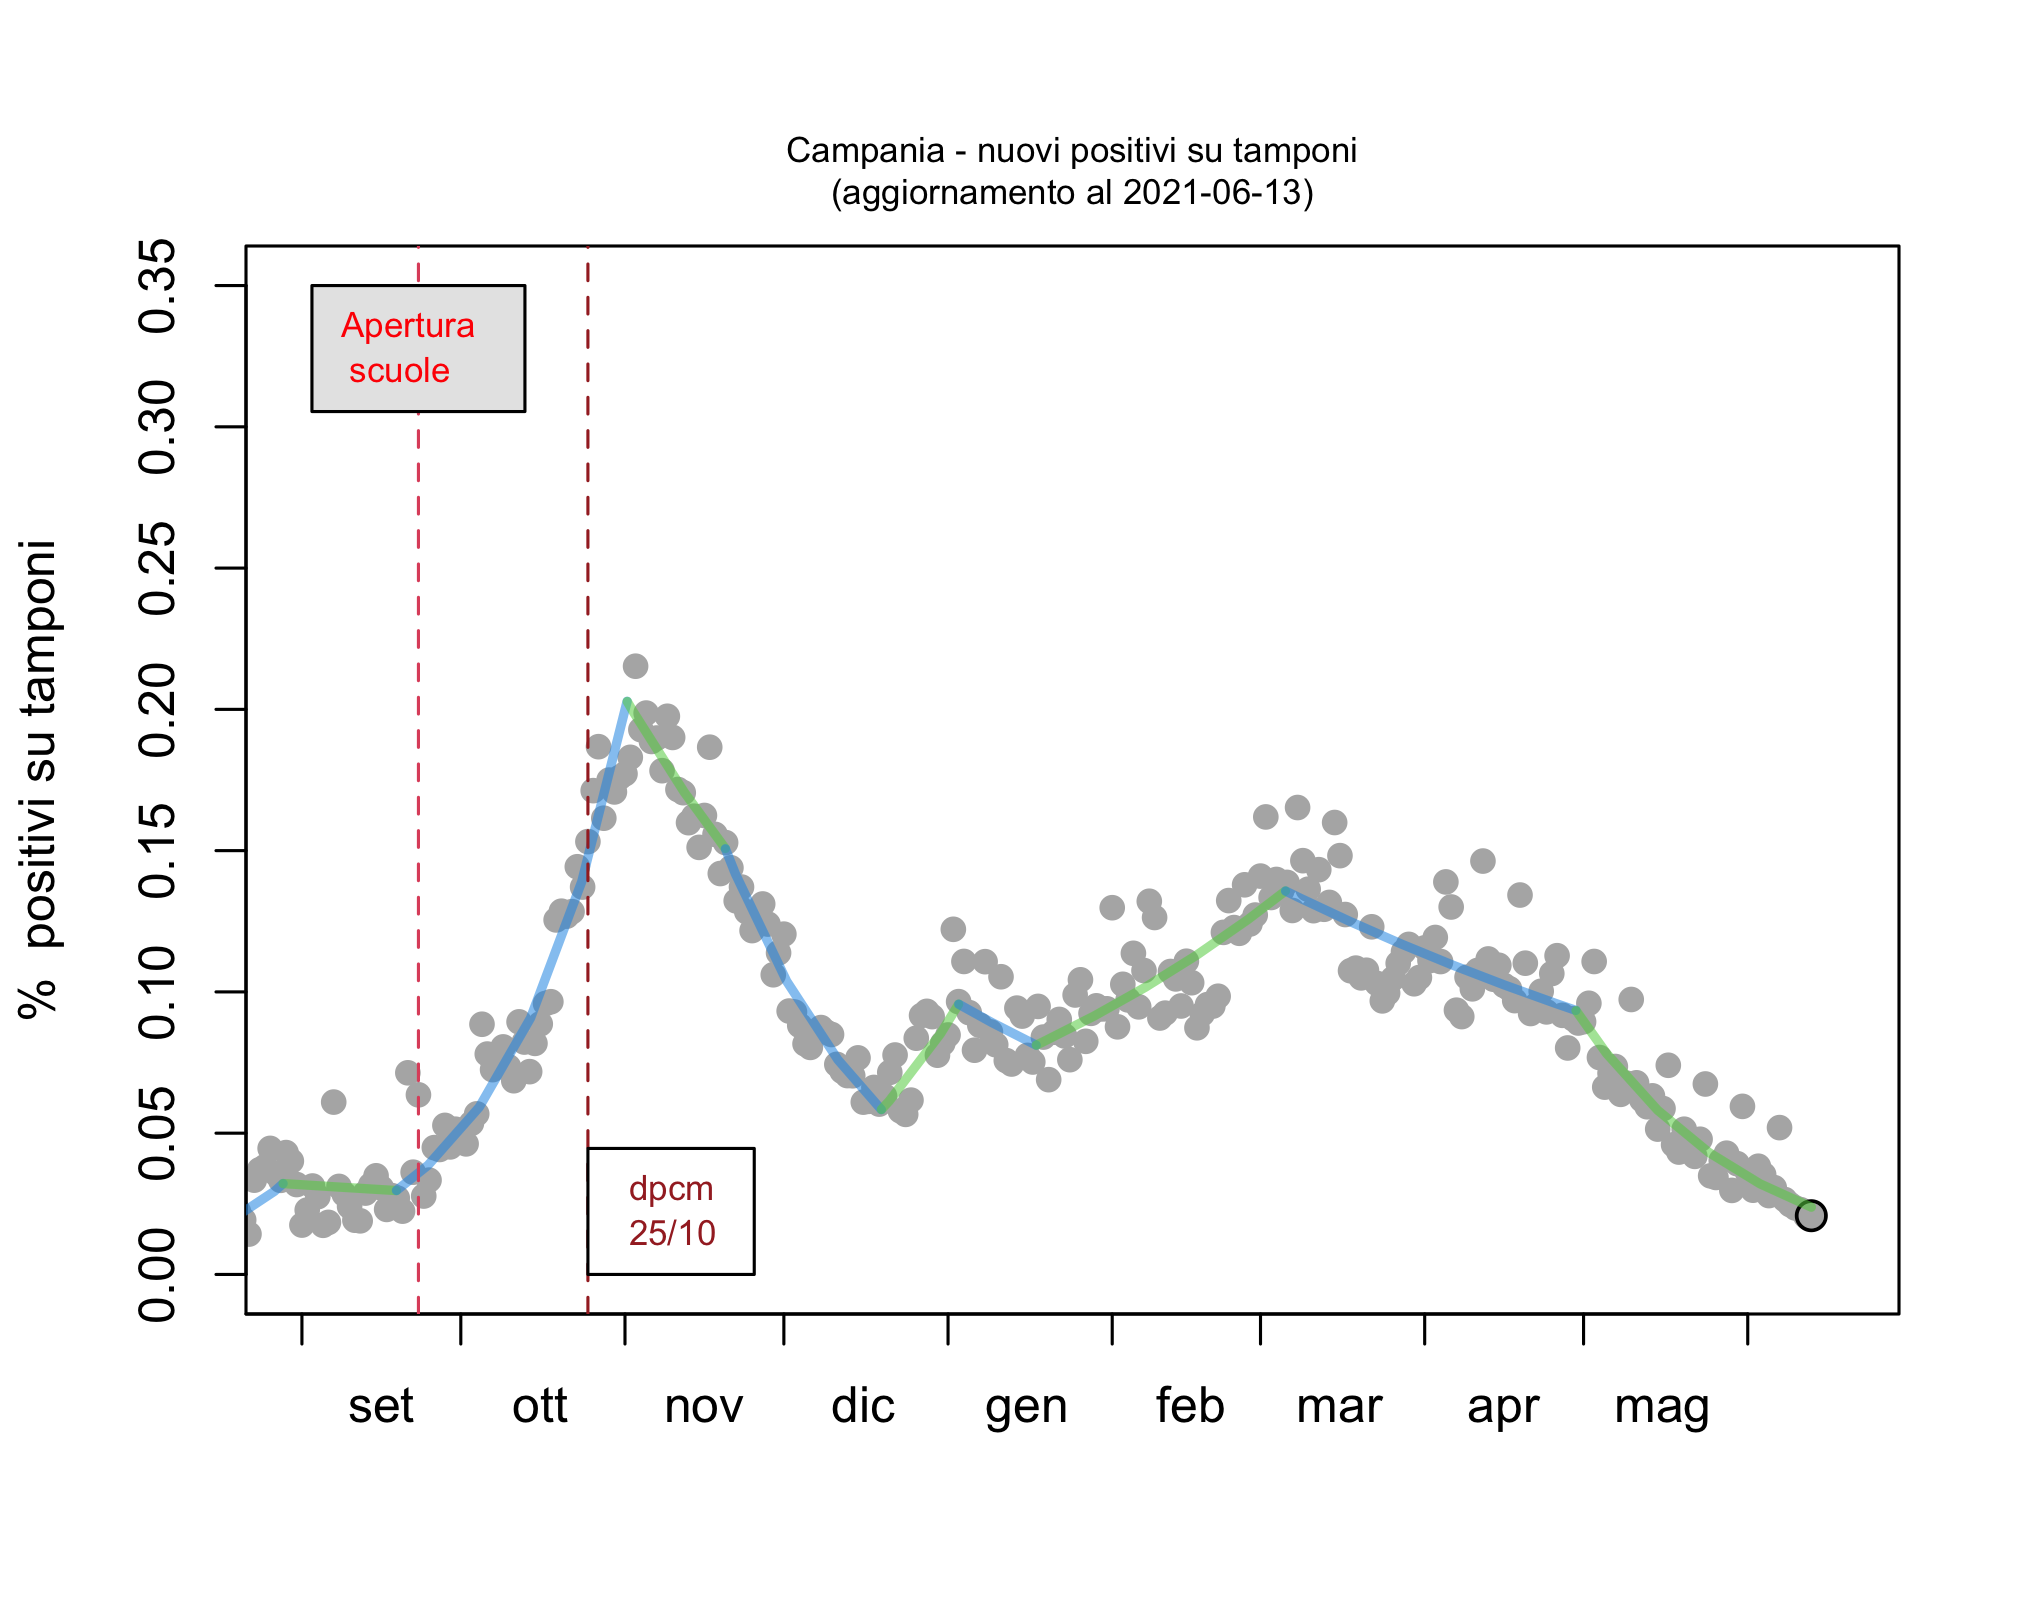 Campania - nuovi positivi su tamponi
(aggiornamento al 2021-06-13)
% positivi su tamponi
0.35
0.30
0.25
0.20
0.15
0.10
0.05
0.00
Apertura
scuole
dpcm
25/10
set ott nov dic gen feb mar apr mag